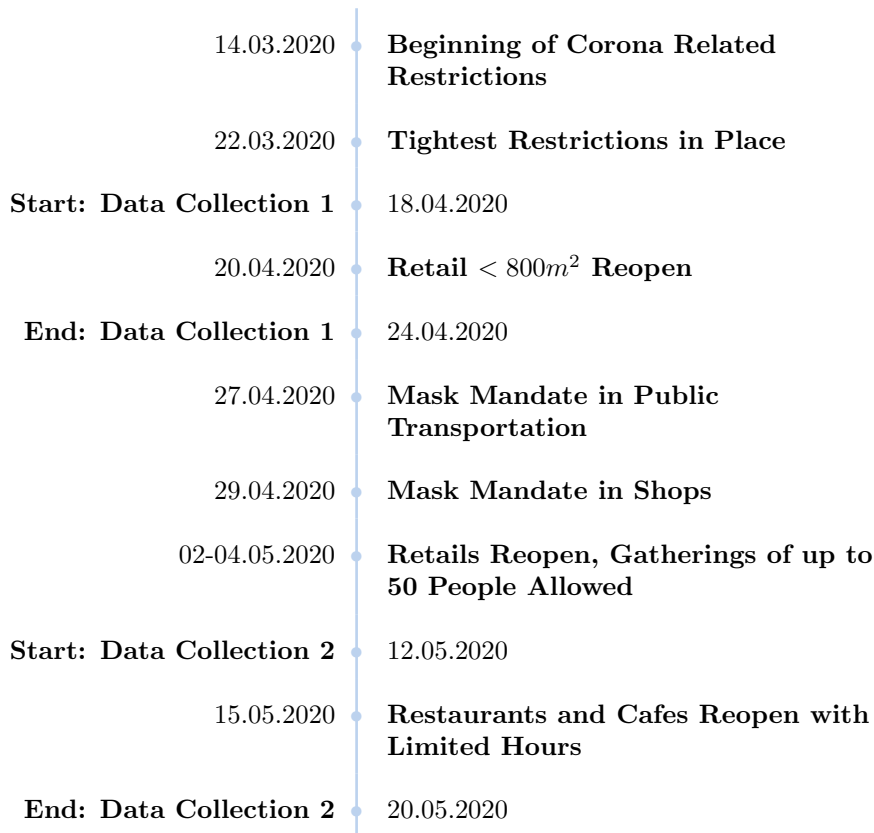 14.03.2020 Beginning of Corona Related
Restrictions
22.03.2020 Tightest Restrictions in Place
Start: Data Collection 1 18.04.2020
20.04.2020 Retail < 800m² Reopen
End: Data Collection 1 24.04.2020
27.04.2020 Mask Mandate in Public
Transportation
29.04.2020 Mask Mandate in Shops
02-04.05.2020 Retails Reopen, Gatherings of up to
50 People Allowed
Start: Data Collection 2 12.05.2020
15.05.2020 Restaurants and Cafes Reopen with
Limited Hours
End: Data Collection 2 20.05.2020